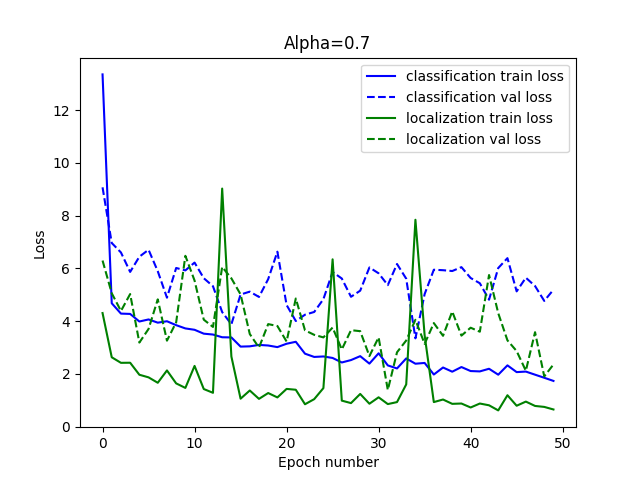 Alpha=0.7
classification train loss
classification val loss
localization train loss
localization val loss
Loss
12
10
8
6
4
2
0
0 10 20 30 40 50
Epoch number